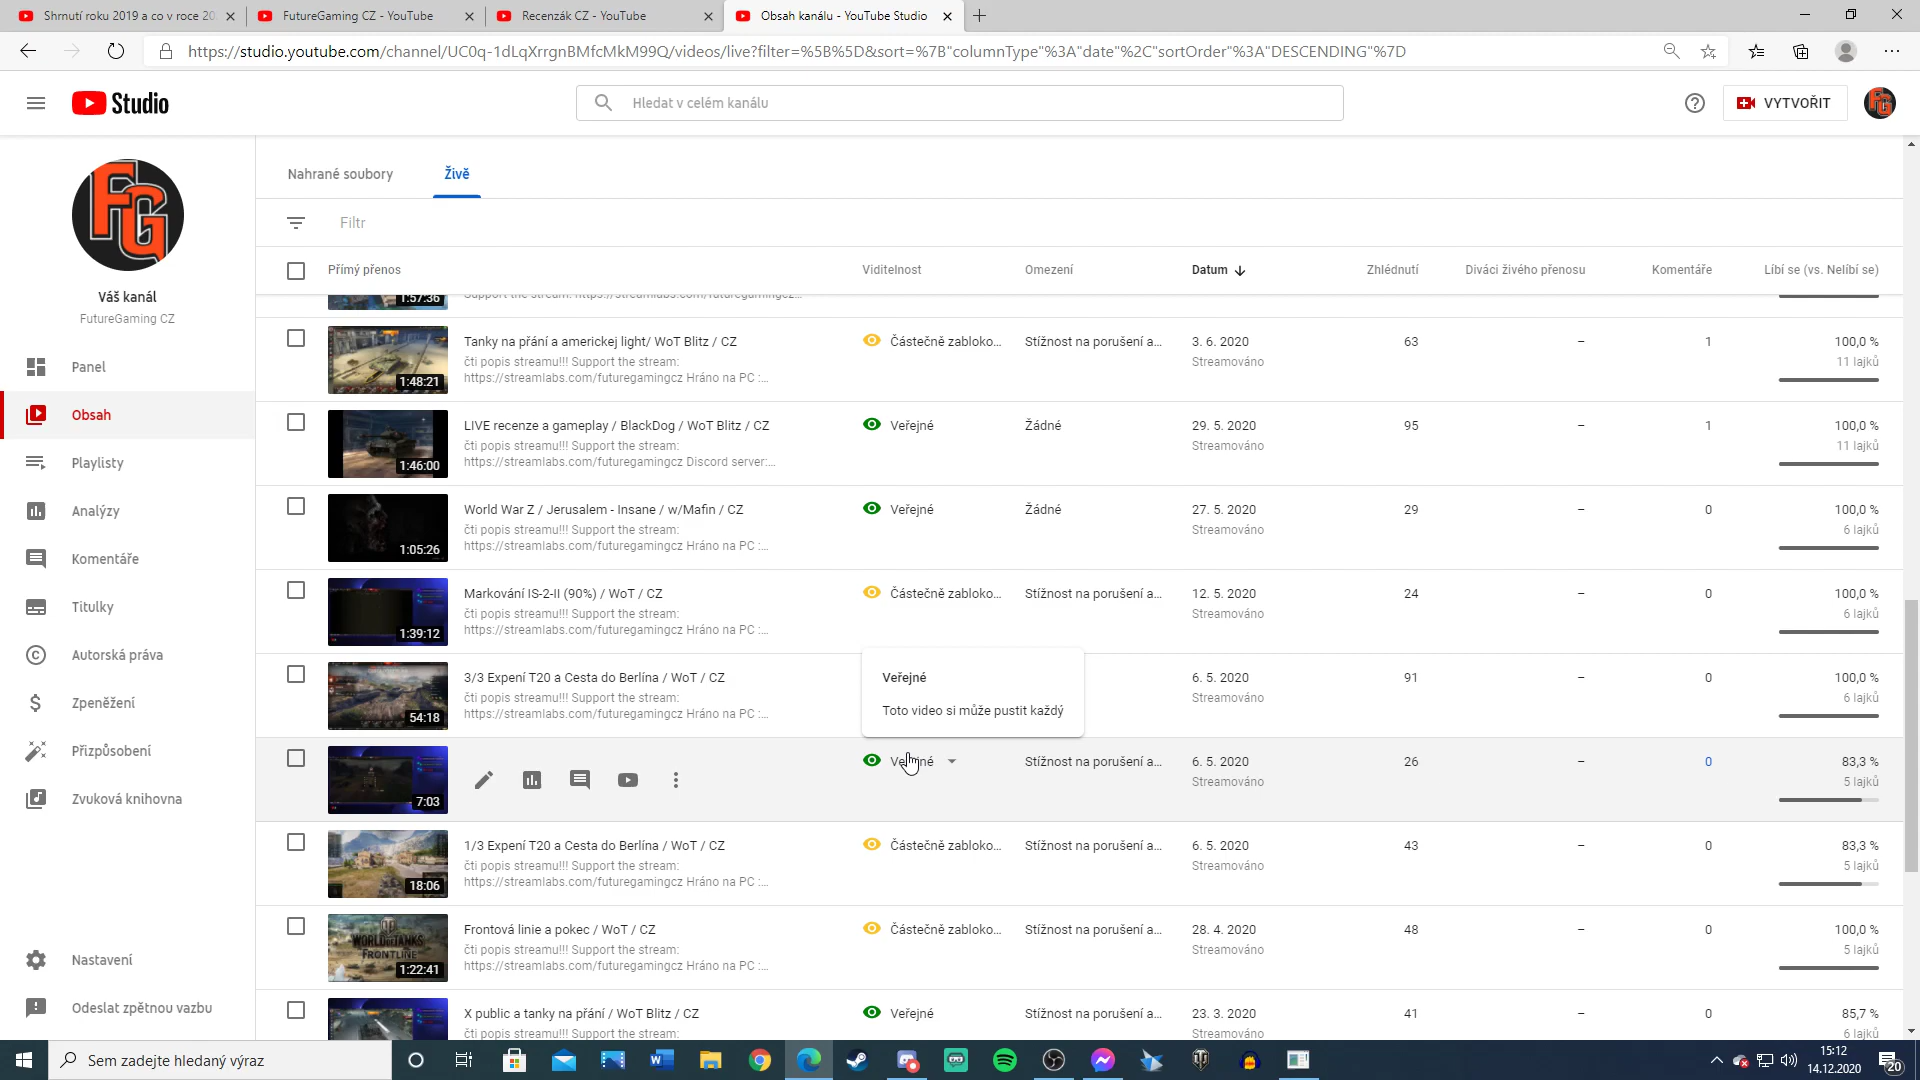 Shrnutí roku 2019 a co v roce 20
FutureGaming CZ - YouTube
Recenzák CZ - YouTube
Obsah kanálu - YouTube Studio
https://studio.youtube.com/channel/UC0q-1dLqXrrgnBMfcMkM99Q/videos/live?filter=%5B%5D&sort=%7B"columnType"%3A"date"%2C"sortOrder"%3A"DESCENDING"%7D
Studio
Hledat v celém kanálu
VYTVOŘIT
FG
Váš kanál
FutureGaming CZ
Panel
Obsah
Playlisty
Analýzy
Komentáře
Titulky
Autorská práva
Zpeněžení
Přizpůsobení
Zvuková knihovna
Nastavení
Odeslat zpětnou vazbu
Nahrané soubory
Živě
Filtr
Přímý přenos
Viditelnost
Omezení
Datum
Zhlédnutí
Diváci živého přenosu
Komentáře
Líbí se (vs. Nelíbí se)
1:57:36
Support the stream: https://streamlabs.com/futuregamingcz...
1:48:21
Tanky na přání a americkej light/ WoT Blitz / CZ
čti popis streamu!!! Support the stream:
https://streamlabs.com/futuregamingcz Hráno na PC :...
Částečně zabloko...
Stížnost na porušení a...
3. 6. 2020
Streamováno
63
–
1
100,0 %
11 lajků
1:46:00
LIVE recenze a gameplay / BlackDog / WoT Blitz / CZ
čti popis streamu!!! Support the stream:
https://streamlabs.com/futuregamingcz Discord server:...
Veřejné
Žádné
29. 5. 2020
Streamováno
95
–
1
100,0 %
11 lajků
1:05:26
World War Z / Jerusalem - Insane / w/Mafin / CZ
čti popis streamu!!! Support the stream:
https://streamlabs.com/futuregamingcz Hráno na PC :...
Veřejné
Žádné
27. 5. 2020
Streamováno
29
–
0
100,0 %
6 lajků
1:39:12
Markování IS-2-II (90%) / WoT / CZ
čti popis streamu!!! Support the stream:
https://streamlabs.com/futuregamingcz Hráno na PC :...
Částečně zabloko...
Stížnost na porušení a...
12. 5. 2020
Streamováno
24
–
0
100,0 %
6 lajků
54:18
3/3 Expení T20 a Cesta do Berlína / WoT / CZ
čti popis streamu!!! Support the stream:
https://streamlabs.com/futuregamingcz Hráno na PC :...
Veřejné
Toto video si může pustit každý
6. 5. 2020
Streamováno
91
–
0
100,0 %
6 lajků
7:03
Stížnost na porušení a...
6. 5. 2020
Streamováno
26
–
0
83,3 %
5 lajků
18:06
1/3 Expení T20 a Cesta do Berlína / WoT / CZ
čti popis streamu!!! Support the stream:
https://streamlabs.com/futuregamingcz Hráno na PC :...
Částečně zabloko...
Stížnost na porušení a...
6. 5. 2020
Streamováno
43
–
0
83,3 %
5 lajků
WORLD OF TANKS
FRONTLINE
1:22:41
Frontová linie a pokec / WoT / CZ
čti popis streamu!!! Support the stream:
https://streamlabs.com/futuregamingcz Hráno na PC :...
Částečně zabloko...
Stížnost na porušení a...
28. 4. 2020
Streamováno
48
–
0
100,0 %
5 lajků
X public a tanky na přání / WoT Blitz / CZ
čti popis streamu!!! Support the stream:
Veřejné
Stížnost na porušení a...
23. 3. 2020
Streamováno
41
–
0
85,7 %
6 lajků
Sem zadejte hledaný výraz
15:12
14.12.2020
20